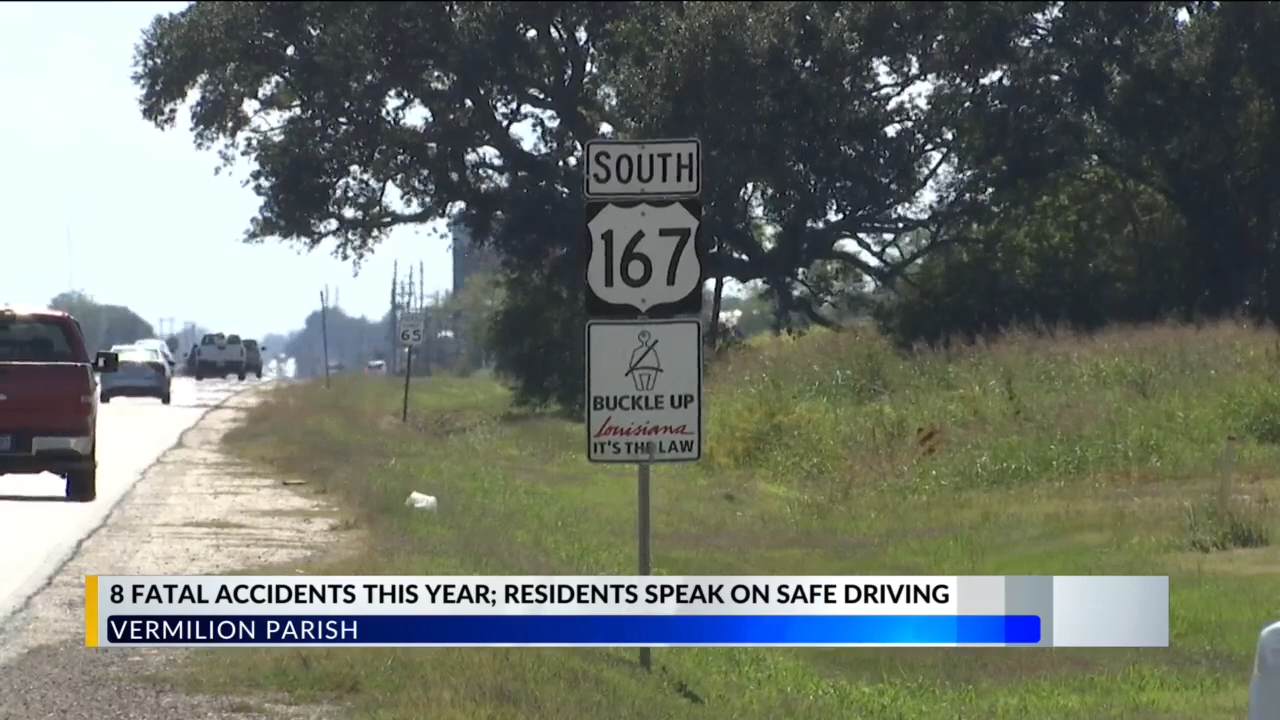 SOUTH
167
65
BUCKLE UP
Louisiana
IT'S THE LAW
8 FATAL ACCIDENTS THIS YEAR; RESIDENTS SPEAK ON SAFE DRIVING
VERMILION PARISH